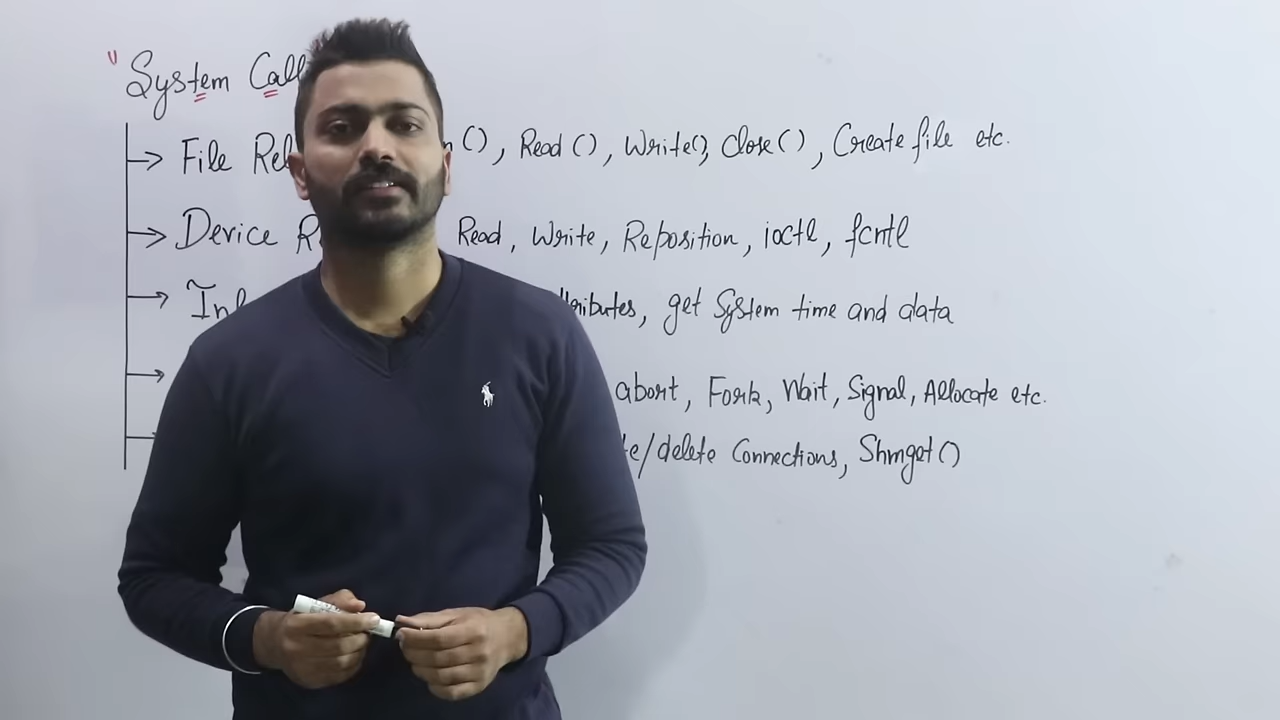 " System Call
File Rel n(), Read(), Write(), Close(), Create file etc.
Device R Read, Write, Reposition, ioctl, fcntl
In ttributes, get System time and data
abort, Fork, Wait, Signal, Allocate etc.
te/delete Connections, Shmget()